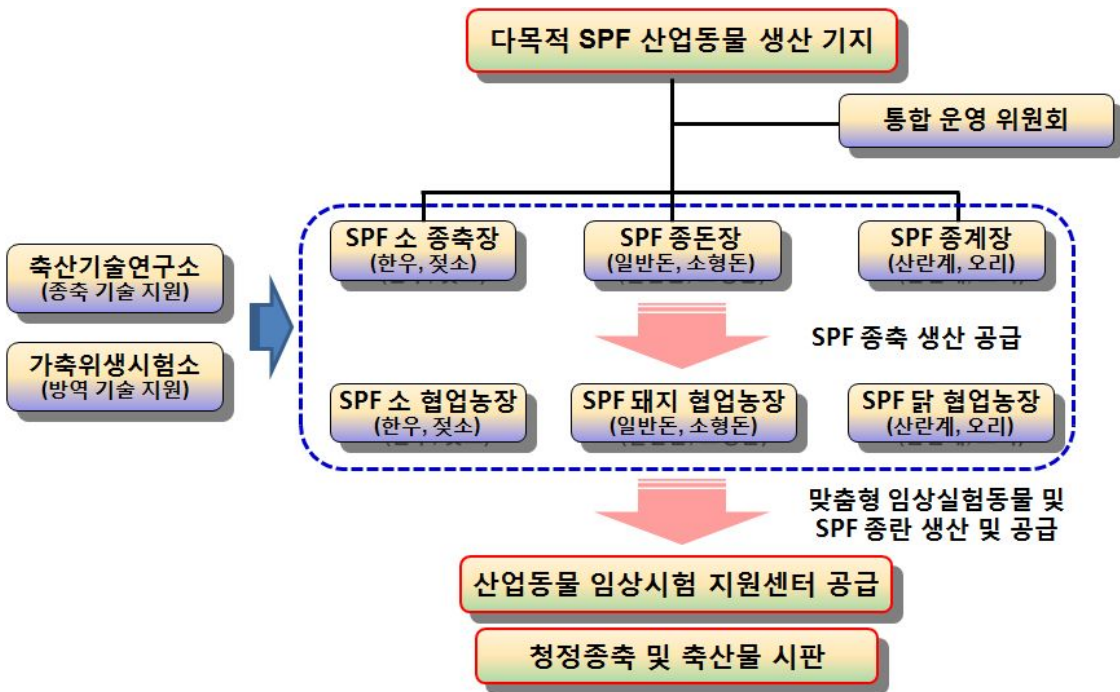 다목적 SPF 산업동물 생산 기지
통합 운영 위원회
축산기술연구소
(종축 기술 지원)
가축위생시험소
(방역 기술 지원)
SPF 소 종축장
(한우, 젖소)
SPF 종돈장
(일반돈, 소형돈)
SPF 종계장
(산란계, 오리)
SPF 종축 생산 공급
SPF 소 협업농장
(한우, 젖소)
SPF 돼지 협업농장
(일반돈, 소형돈)
SPF 닭 협업농장
(산란계, 오리)
맞춤형 임상실험동물 및
SPF 종란 생산 및 공급
산업동물 임상시험 지원센터 공급
청정종축 및 축산물 시판